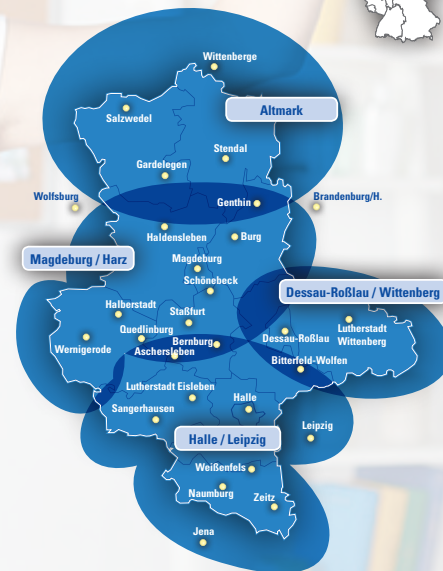 Wittenberge
Salzwedel
Altmark
Stendal
Gardelegen
Wolfsburg
Genthin
Brandenburg/H.
Haldensleben
Burg
Magdeburg / Harz
Magdeburg
Schönebeck
Dessau-Roßlau / Wittenberg
Halberstadt
Staßfurt
Lutherstadt
Wittenberg
Quedlinburg
Bernburg
Dessau-Roßlau
Wernigerode
Aschersleben
Bitterfeld-Wolfen
Lutherstadt Eisleben
Halle
Sangerhausen
Leipzig
Halle / Leipzig
Weißenfels
Naumburg
Zeitz
Jena